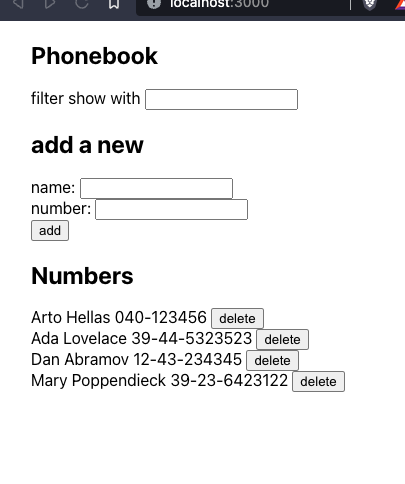 localhost:3000
Phonebook
filter show with
add a new
name:
number:
add
Numbers
Arto Hellas 040-123456 delete
Ada Lovelace 39-44-5323523 delete
Dan Abramov 12-43-234345 delete
Mary Poppendieck 39-23-6423122 delete